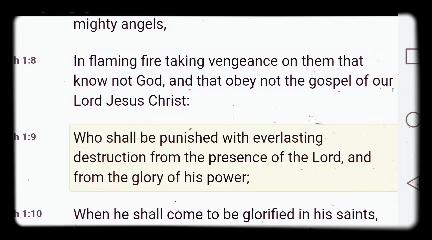 mighty angels,
h 1:8 In flaming fire taking vengeance on them that
know not God, and that obey not the gospel of our
Lord Jesus Christ:
h 1:9 Who shall be punished with everlasting
destruction from the presence of the Lord, and
from the glory of his power;
h 1:10 When he shall come to be glorified in his saints,